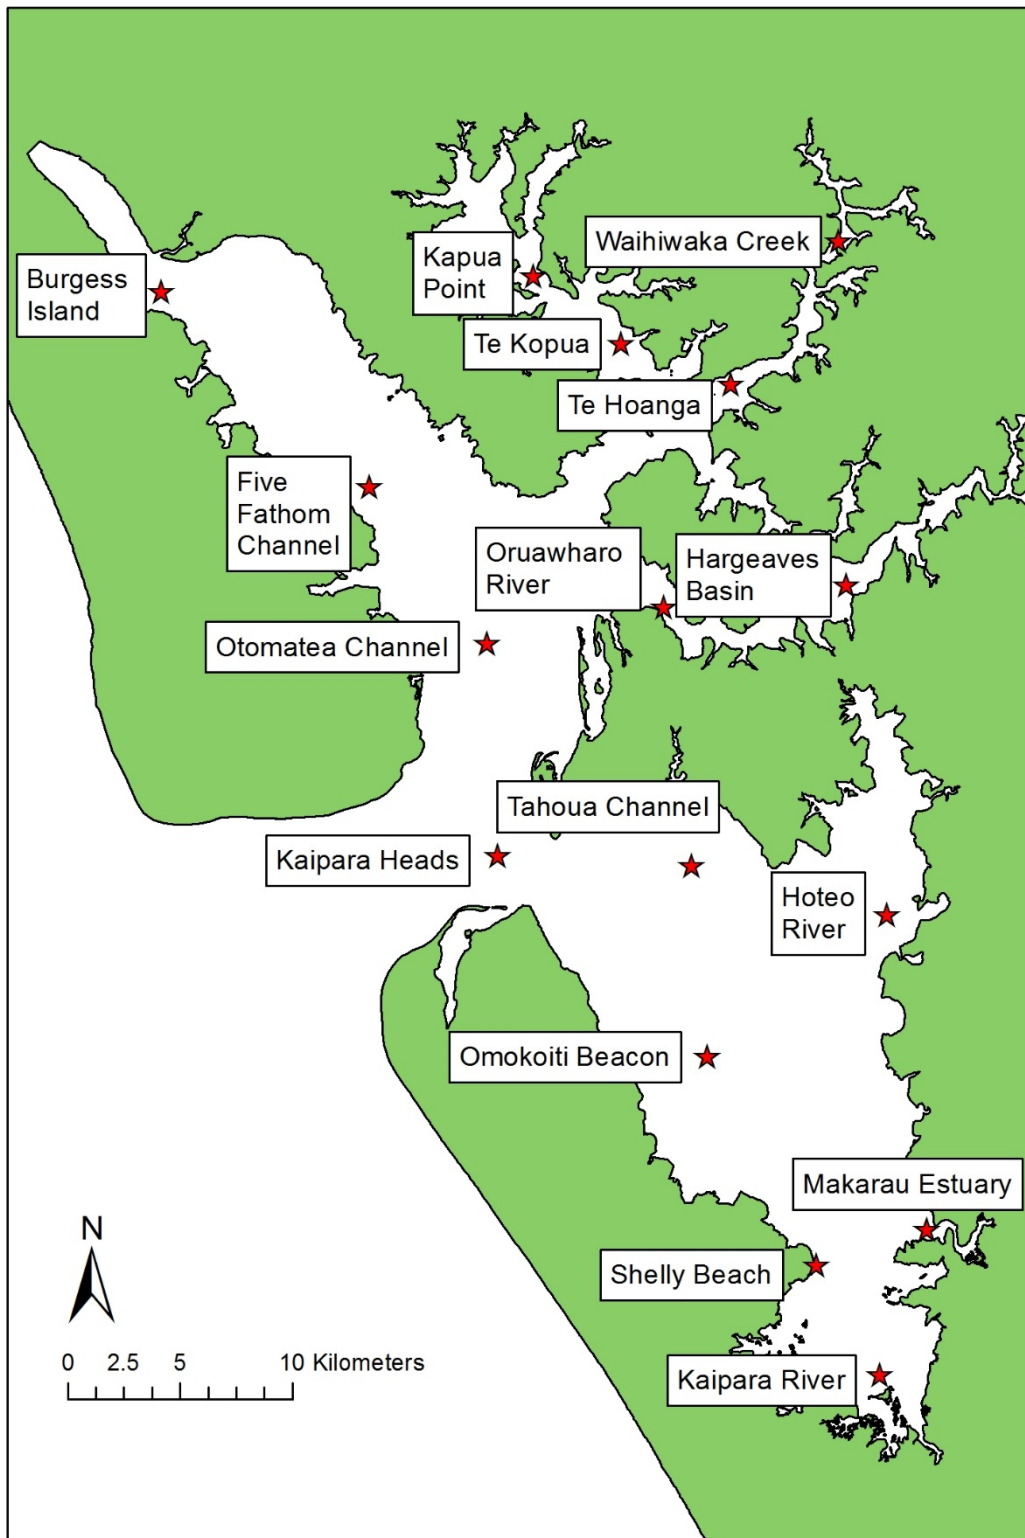 Waihiwaka Creek
Kapua
Point
Burgess
Island
Te Kopua
Te Hoanga
Five
Fathom
Channel
Oruawharo
River
Hargeaves
Basin
Otomatea Channel
Tahoua Channel
Kaipara Heads
Hoteo
River
Omokoiti Beacon
Makarau Estuary
N
Shelly Beach
0 2.5 5 10 Kilometers
Kaipara River